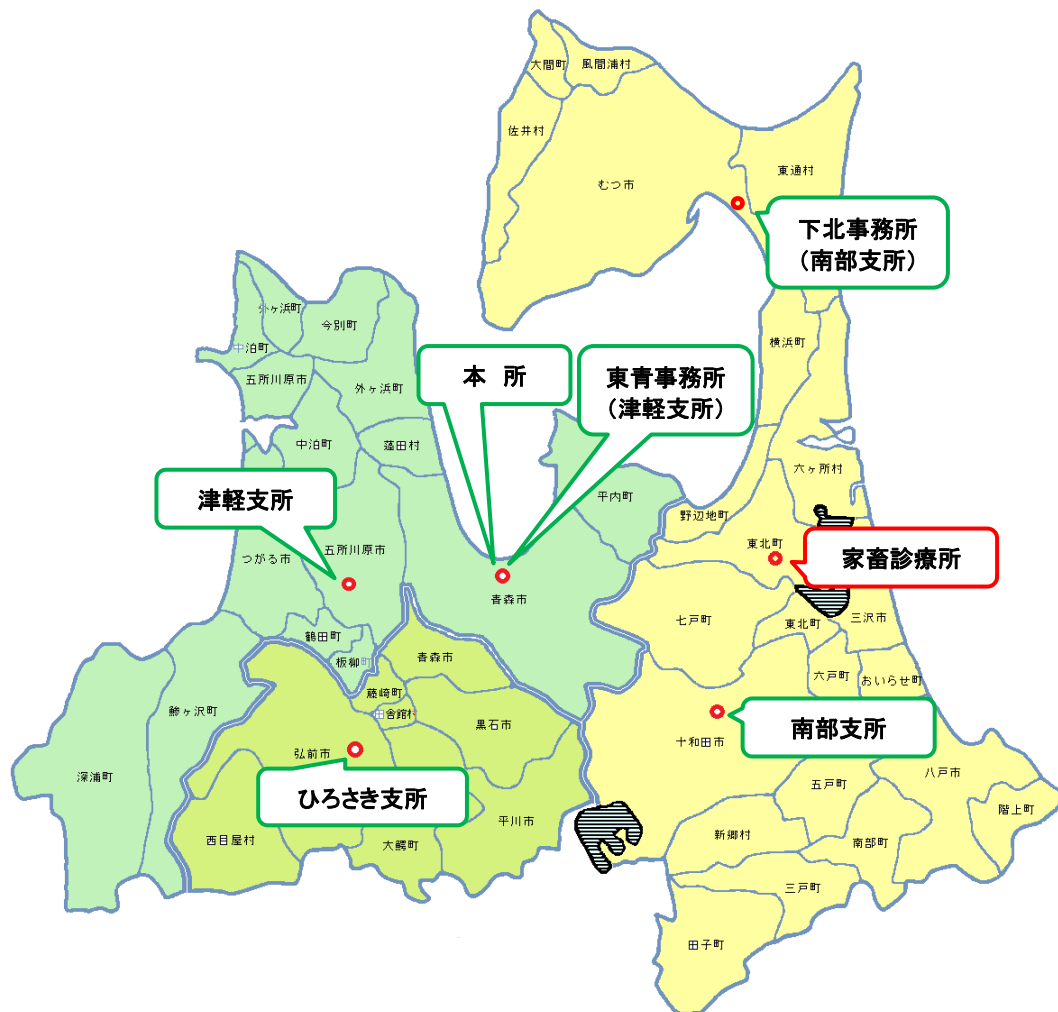 大間町
風間浦村
佐井村
東通村
むつ市
下北事務所
（南部支所）
外ヶ浜町
今別町
中泊町
横浜町
五所川原市
外ヶ浜町
本 所
東青事務所
（津軽支所）
中泊町
蓬田村
六ヶ所村
平内町
津軽支所
野辺地町
つがる市
五所川原市
東北町
家畜診療所
青森市
七戸町
東北町
三沢市
鶴田町
板柳町
青森市
六戸町
おいらせ町
藤崎町
田舎館村
鰺ヶ沢町
黒石市
南部支所
十和田市
弘前市
深浦町
ひろさき支所
八戸市
五戸町
平川市
階上町
西目屋村
大鰐町
新郷村
南部町
三戸町
田子町